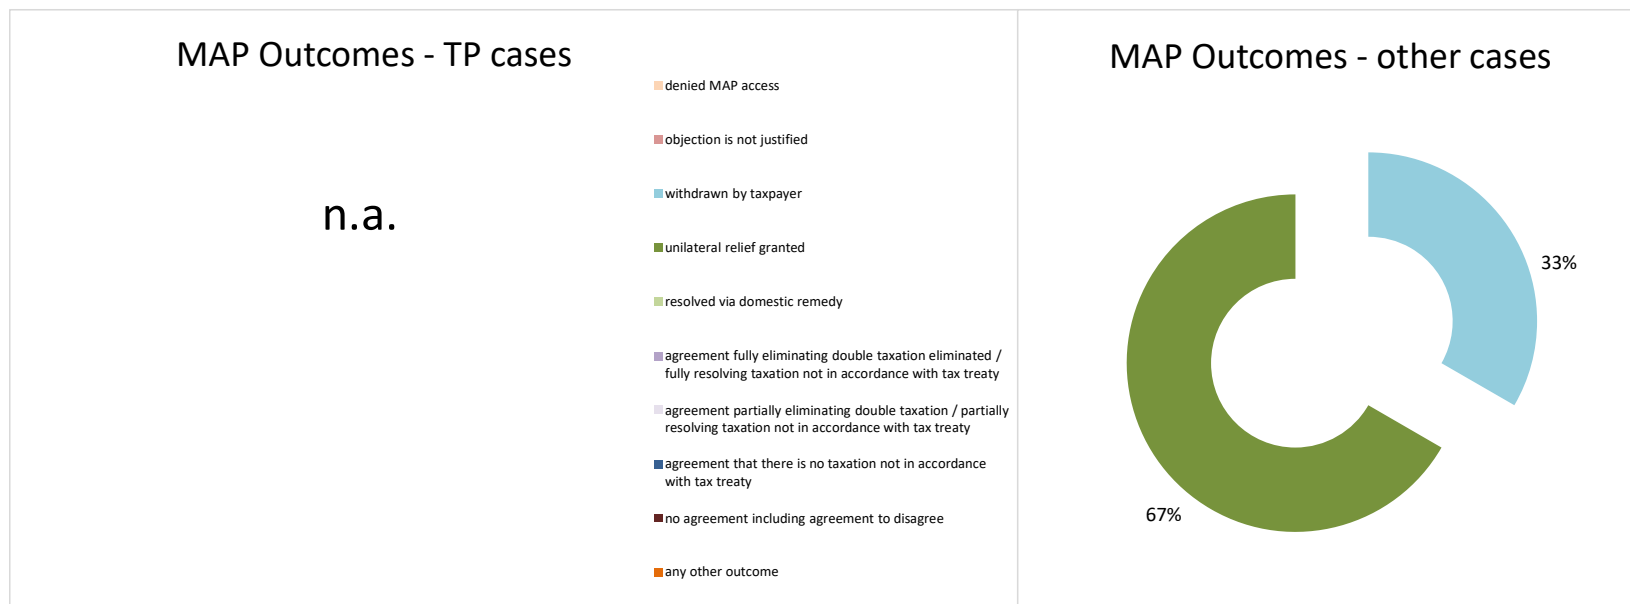 MAP Outcomes - TP cases
n.a.
denied MAP access
objection is not justified
withdrawn by taxpayer
unilateral relief granted
resolved via domestic remedy
agreement fully eliminating double taxation eliminated /
fully resolving taxation not in accordance with tax treaty
agreement partially eliminating double taxation / partially
resolving taxation not in accordance with tax treaty
agreement that there is no taxation not in accordance
with tax treaty
no agreement including agreement to disagree
any other outcome
MAP Outcomes - other cases
33%
67%